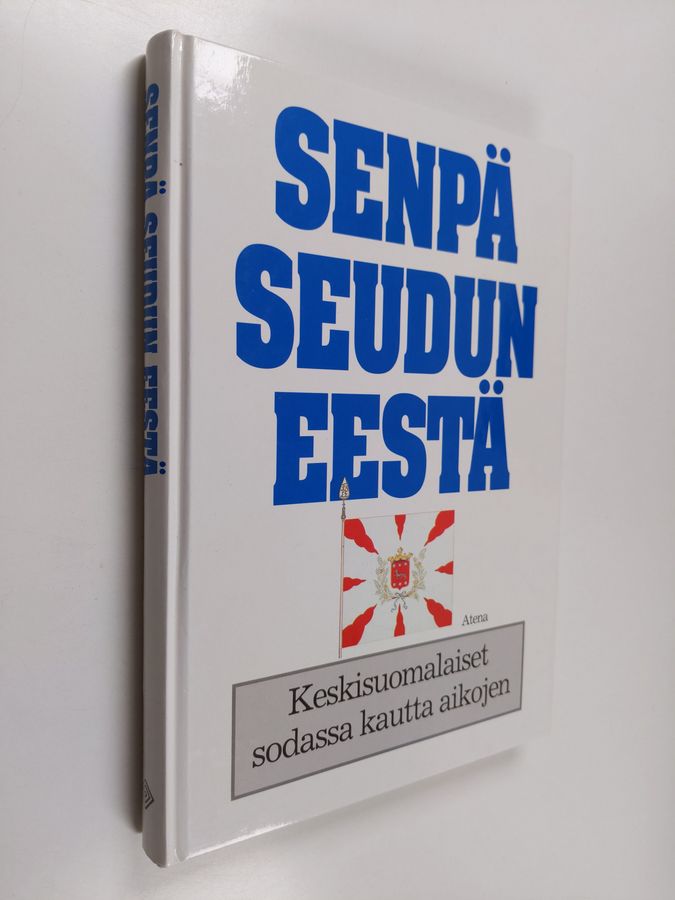 SENPÄ SEUDUN EESTÄ
SENPÄ
SEUDUN
EESTÄ
Atena
Keskisuomalaiset
sodassa kautta aikojen